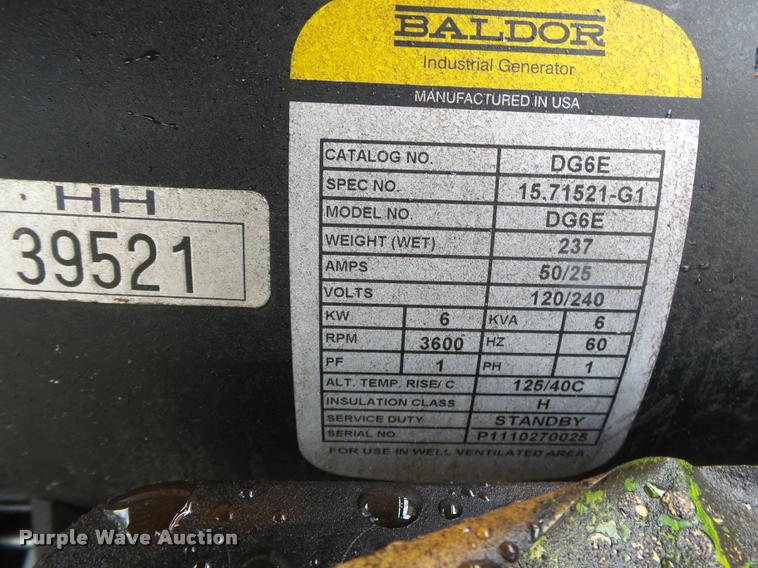 BALDOR
Industrial Generator
MANUFACTURED IN USA
CATALOG NO. DG6E
SPEC NO. 15.71521-G1
MODEL NO. DG6E
WEIGHT (WET) 237
AMPS 50/25
VOLTS 120/240
KW 6 KVA 6
RPM 3600 HZ 60
PF 1 PH 1
ALT. TEMP. RISE/ C 125/40C
INSULATION CLASS H
SERVICE DUTY STANDBY
SERIAL NO. P1110270025
FOR USE IN WELL VENTILATED AREA
HH
39521
Purple Wave Auction